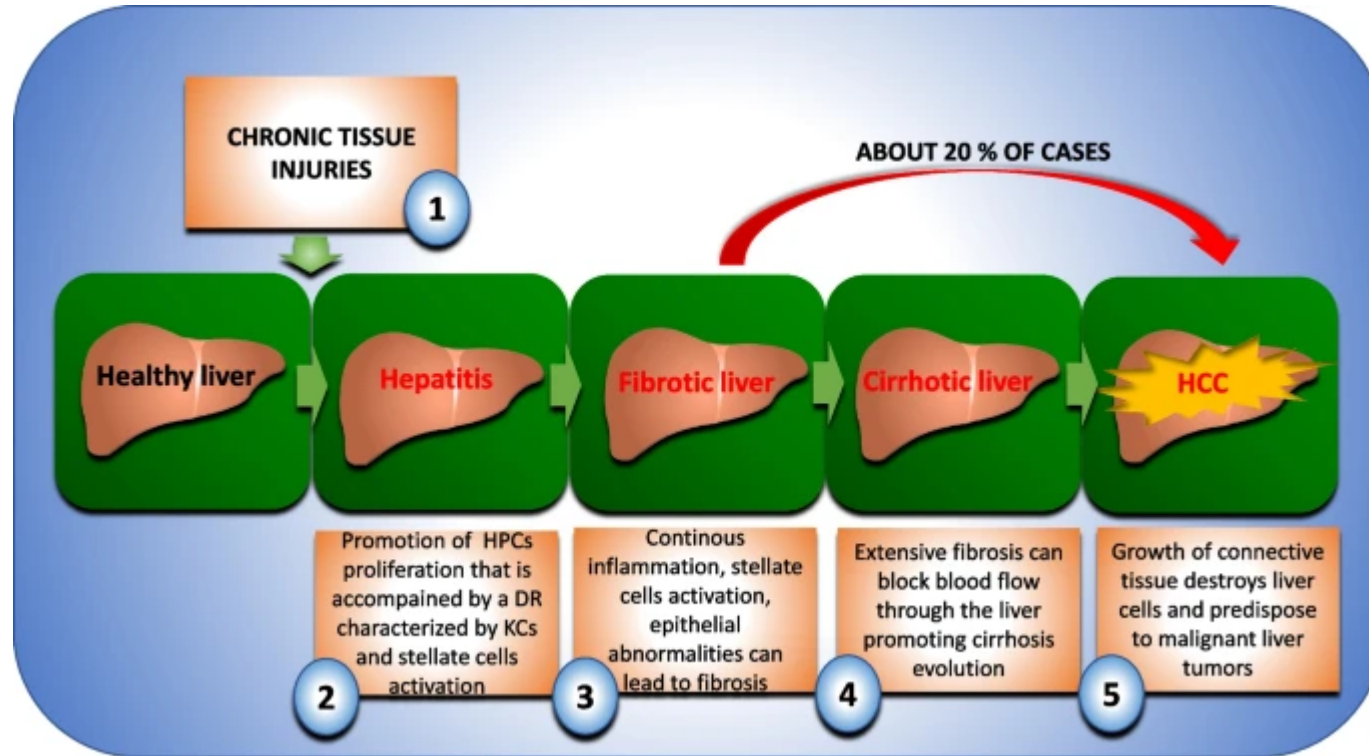 CHRONIC TISSUE
INJURIES
1
ABOUT 20 % OF CASES
Healthy liver
Hepatitis
Fibrotic liver
Cirrhotic liver
HCC
Promotion of HPCs
proliferation that is
accompained by a DR
characterized by KCs
and stellate cells
activation
2
Continous
inflammation, stellate
cells activation,
epithelial
abnormalities can
lead to fibrosis
3
Extensive fibrosis can
block blood flow
through the liver
promoting cirrhosis
evolution
4
Growth of connective
tissue destroys liver
cells and predispose
to malignant liver
tumors
5